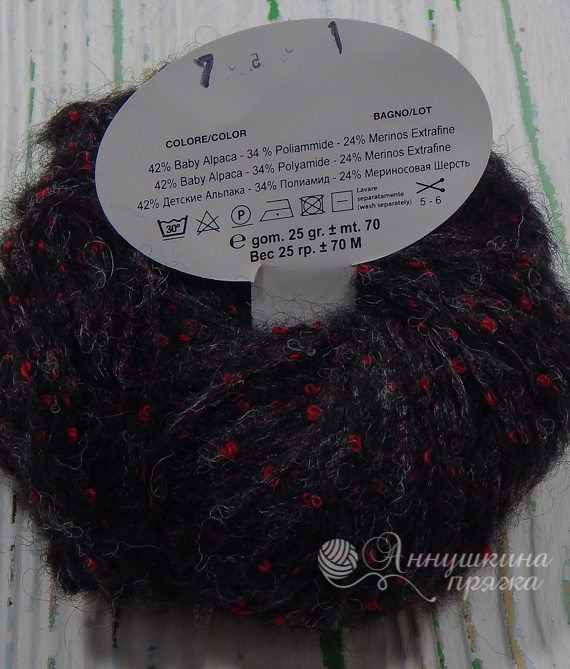 7 . 5 . 1
COLORE/COLOR
BAGNO/LOT
42% Baby Alpaca - 34 % Poliammide - 24% Merinos Extrafine
42% Baby Alpaca - 34% Polyamide - 24% Merinos Extrafine
42% Детские Альпака - 34% Полиамид - 24% Мериносовая Шерсть
30° P
Lavare
separatamente
(wash separately)
5 - 6
℮ gom. 25 gr. ± mt. 70
Вес 25 гр. ± 70 М
Аннушкина
пряжа